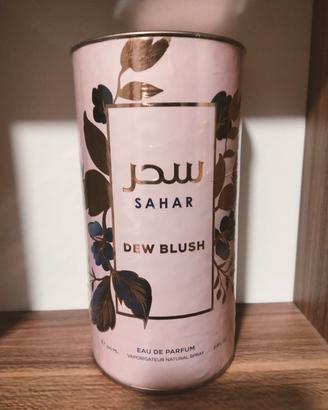 سحر
SAHAR
DEW BLUSH
EAU DE PARFUM
VAPORISATEUR NATURAL SPRAY